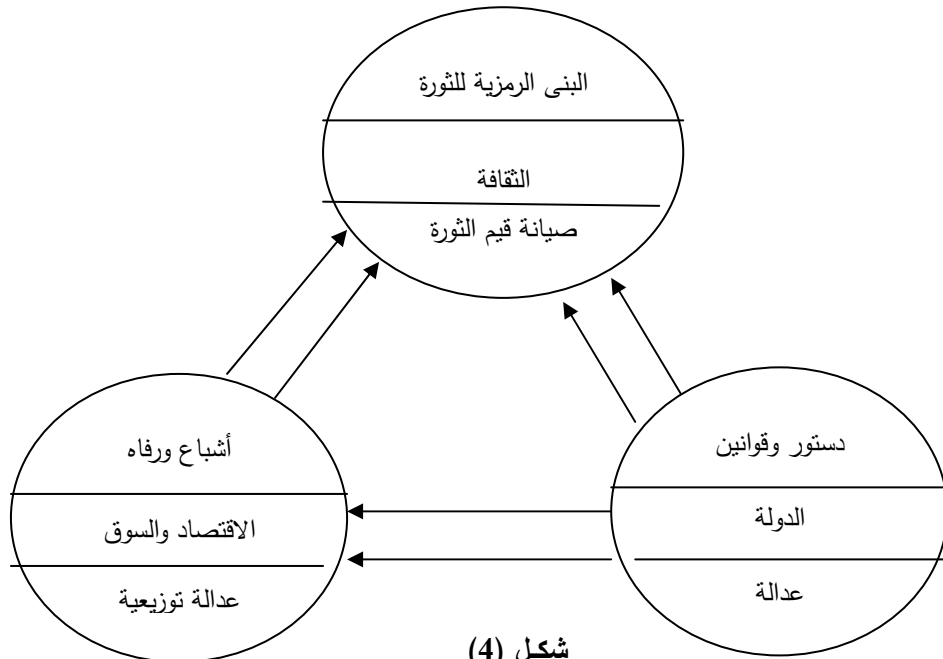 البنى الرمزية للثورة
الثقافة
صيانة قيم الثورة
دستور وقوانين
الدولة
عدالة
أشباع ورفاه
الاقتصاد والسوق
عدالة توزيعية
شكل (4)